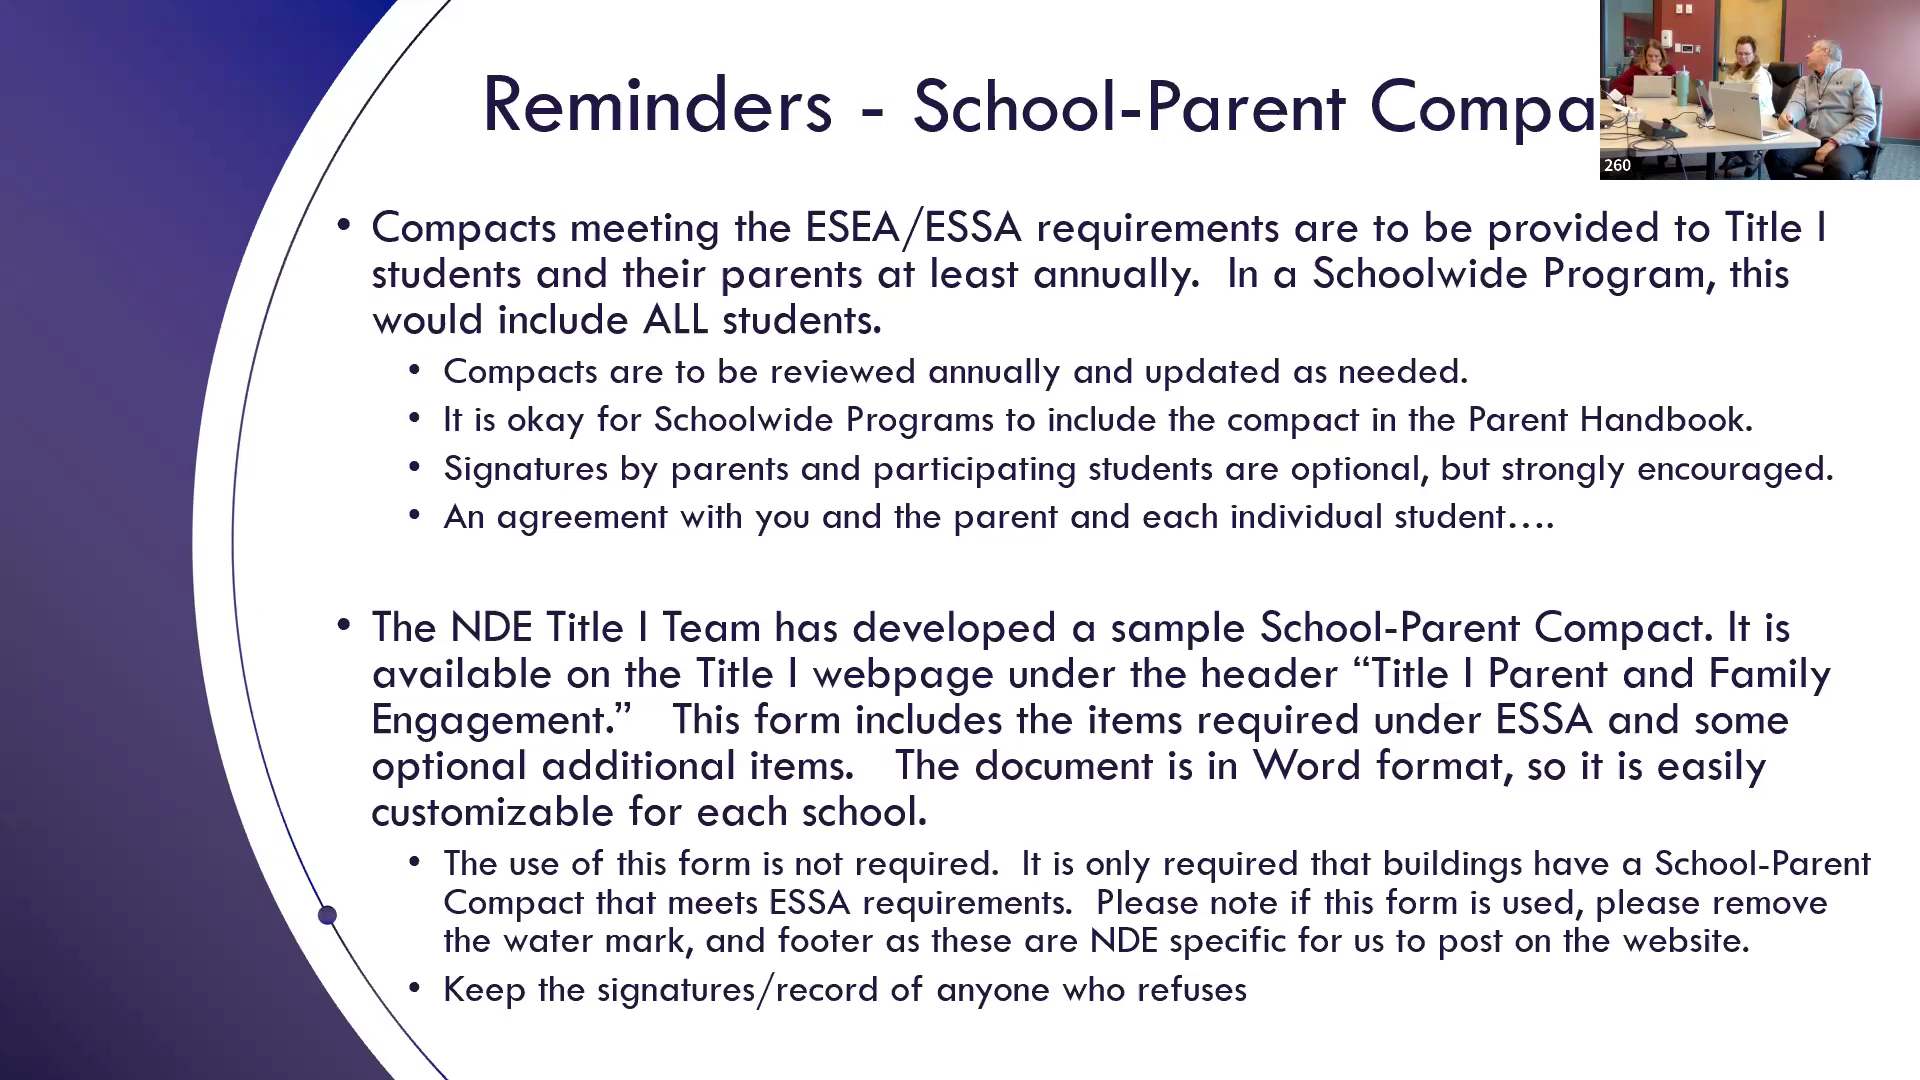 Reminders - School-Parent Compa
260
• Compacts meeting the ESEA/ESSA requirements are to be provided to Title I
students and their parents at least annually.  In a Schoolwide Program, this
would include ALL students.
• Compacts are to be reviewed annually and updated as needed.
• It is okay for Schoolwide Programs to include the compact in the Parent Handbook.
• Signatures by parents and participating students are optional, but strongly encouraged.
• An agreement with you and the parent and each individual student….
• The NDE Title I Team has developed a sample School-Parent Compact. It is
available on the Title I webpage under the header “Title I Parent and Family
Engagement.”   This form includes the items required under ESSA and some
optional additional items.   The document is in Word format, so it is easily
customizable for each school.
• The use of this form is not required.  It is only required that buildings have a School-Parent
Compact that meets ESSA requirements.  Please note if this form is used, please remove
the water mark, and footer as these are NDE specific for us to post on the website.
• Keep the signatures/record of anyone who refuses